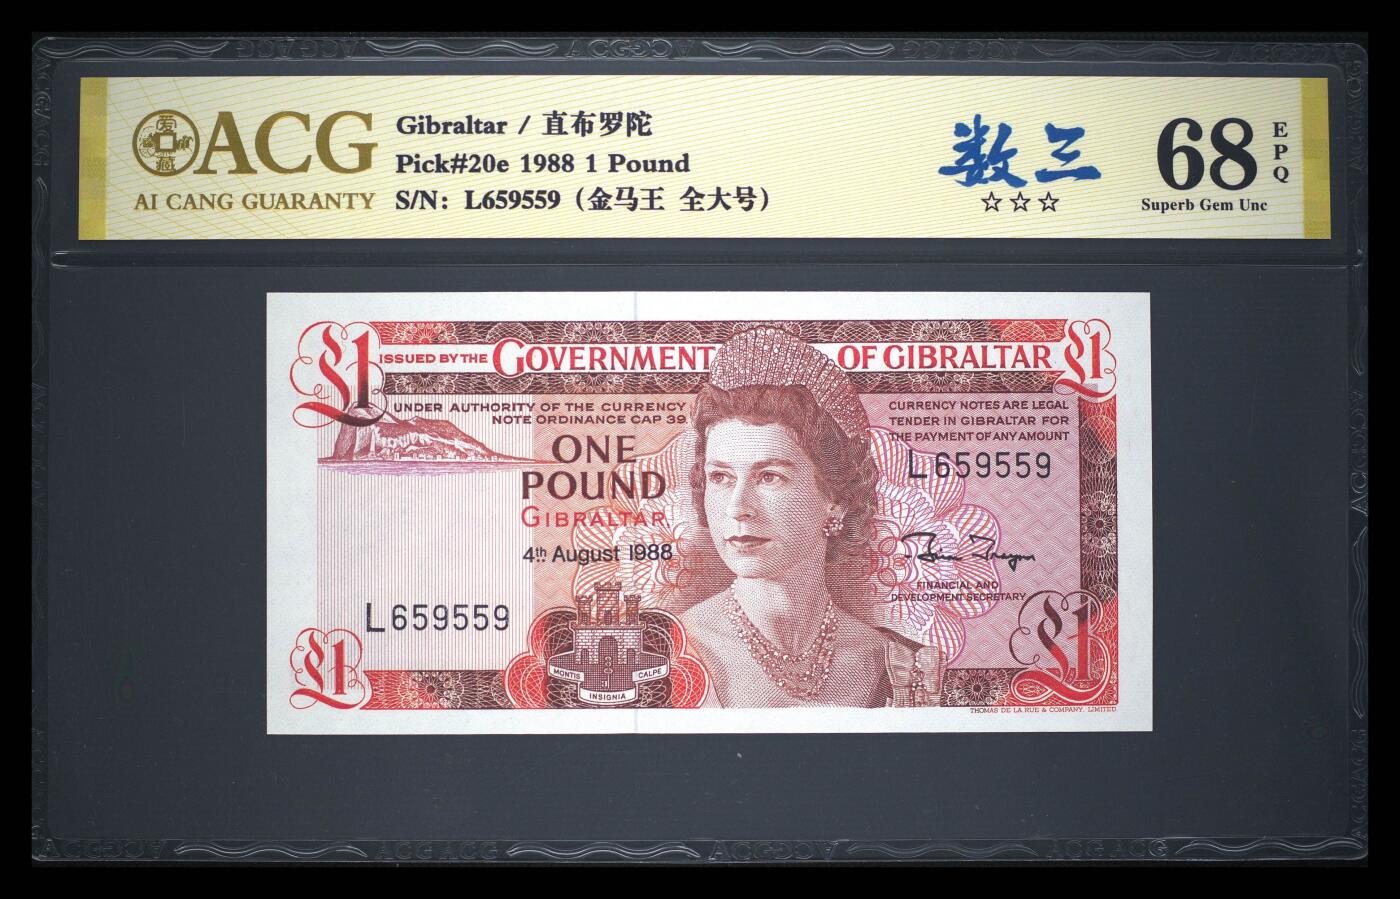 爱藏
ACG
AI CANG GUARANTY
Gibraltar / 直布罗陀
Pick#20e 1988 1 Pound
S/N: L659559 (金马王 全大号)
数三
☆☆☆
68
EPQ
Superb Gem Unc
£1 ISSUED BY THE GOVERNMENT OF GIBRALTAR £1
UNDER AUTHORITY OF THE CURRENCY
NOTE ORDINANCE CAP 39.
CURRENCY NOTES ARE LEGAL
TENDER IN GIBRALTAR FOR
THE PAYMENT OF ANY AMOUNT
ONE
POUND
GIBRALTAR.
L659559
4th August 1988
FINANCIAL AND
DEVELOPMENT SECRETARY
L659559
MONTIS INSIGNIA CALPE
£1
£1
THOMAS DE LA RUE & COMPANY, LIMITED